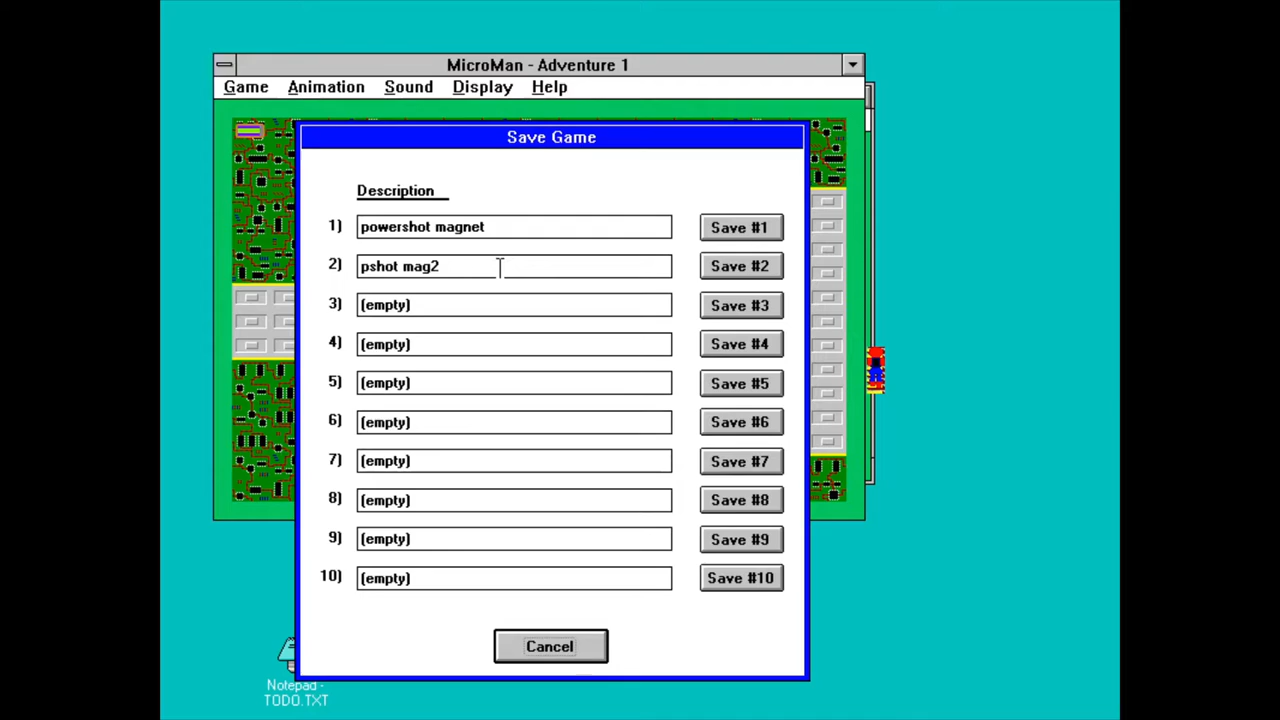 MicroMan - Adventure 1
Game Animation Sound Display Help
Save Game
Description
1) powershot magnet Save #1
2) pshot mag2 Save #2
3) (empty) Save #3
4) (empty) Save #4
5) (empty) Save #5
6) (empty) Save #6
7) (empty) Save #7
8) (empty) Save #8
9) (empty) Save #9
10) (empty) Save #10
Cancel
Notepad -
TODO.TXT